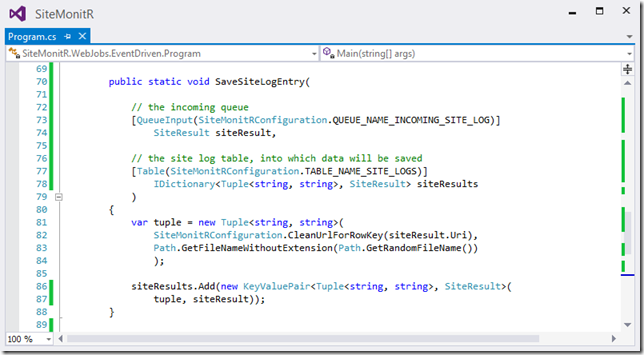 SiteMonitR
Program.cs
SiteMonitR.WebJobs.EventDriven.Program
Main(string[] args)
69
70 public static void SaveSiteLogEntry(
71
72 // the incoming queue
73 [QueueInput(SiteMonitRConfiguration.QUEUE_NAME_INCOMING_SITE_LOG)]
74 SiteResult siteResult,
75
76 // the site log table, into which data will be saved
77 [Table(SiteMonitRConfiguration.TABLE_NAME_SITE_LOGS)]
78 IDictionary<Tuple<string, string>, SiteResult> siteResults
79 )
80 {
81 var tuple = new Tuple<string, string>(
82 SiteMonitRConfiguration.CleanUrlForRowKey(siteResult.Uri),
83 Path.GetFileNameWithoutExtension(Path.GetRandomFileName())
84 );
85
86 siteResults.Add(new KeyValuePair<Tuple<string, string>, SiteResult>(
87 tuple, siteResult));
88 }
89
100 %